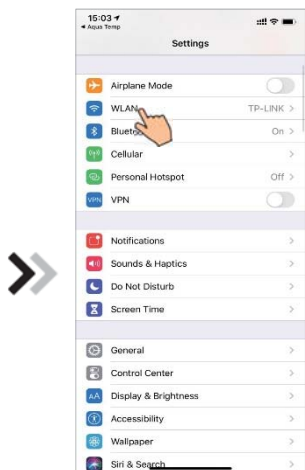 15:03
Aqua Temp
Settings
Airplane Mode
WLAN TP-LINK
On
Cellular
Personal Hotspot Off
VPN VPN
Notifications
Sounds & Haptics
Do Not Disturb
Screen Time
General
Control Center
AA Display & Brightness
Accessibility
Wallpaper
Siri & Search